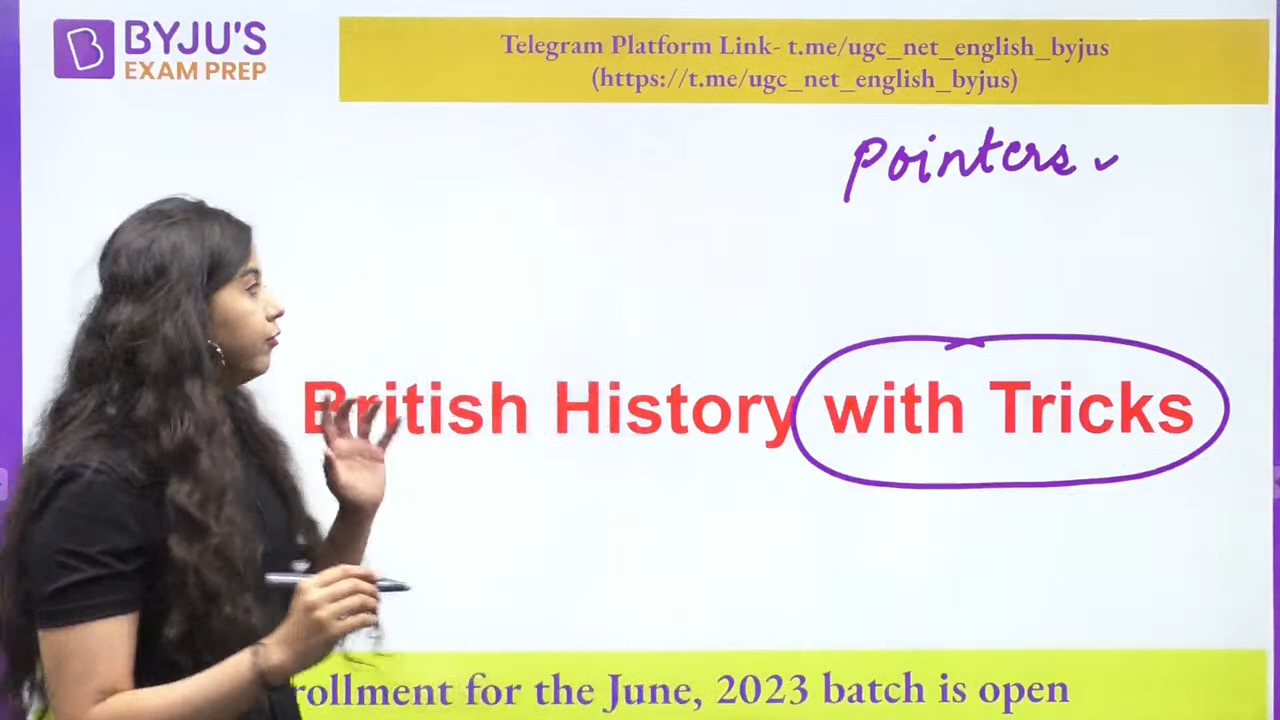 BYJU'S
EXAM PREP
Telegram Platform Link- t.me/ugc_net_english_byjus
(https://t.me/ugc_net_english_byjus)
pointers
British History with Tricks
rollment for the June, 2023 batch is open